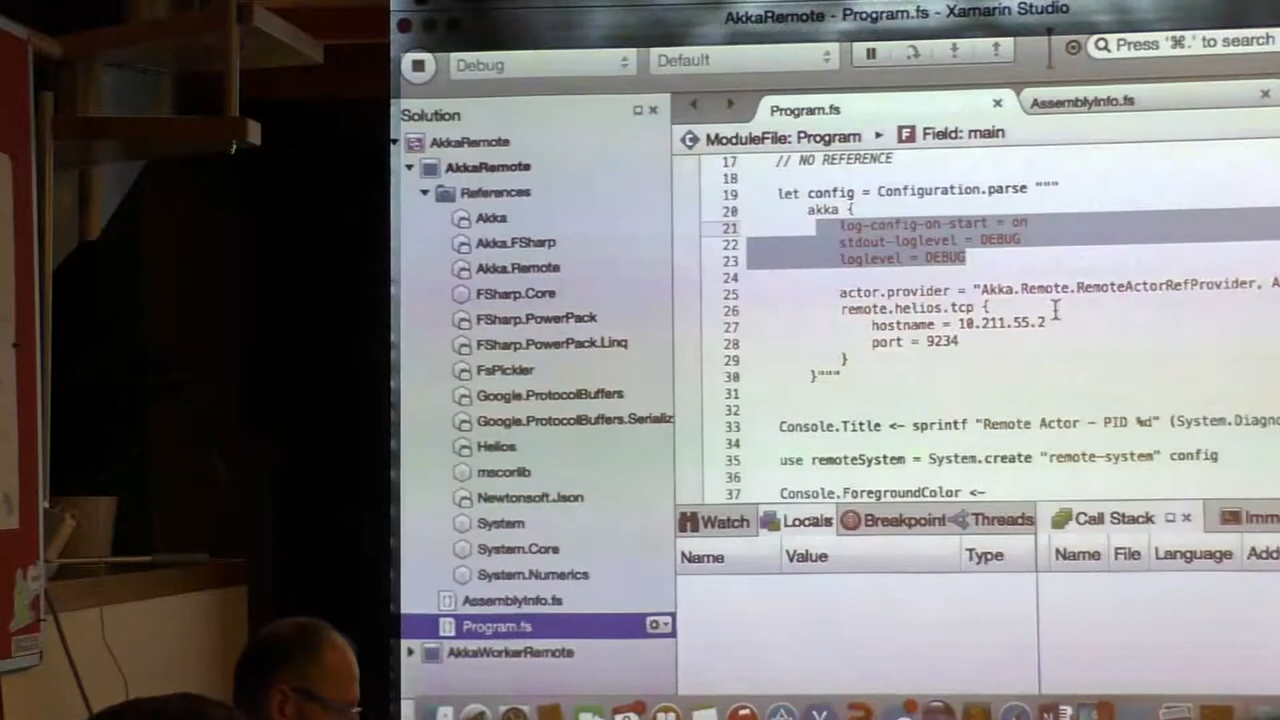 AkkaRemote - Program.fs - Xamarin Studio
Debug
Default
Press '⌘.' to search
Solution
AkkaRemote
AkkaRemote
References
Akka
Akka.FSharp
Akka.Remote
FSharp.Core
FSharp.PowerPack
FSharp.PowerPack.Linq
FsPickler
Google.ProtocolBuffers
Google.ProtocolBuffers.Serializ
Helios
mscorlib
Newtonsoft.Json
System
System.Core
System.Numerics
AssemblyInfo.fs
Program.fs
AkkaWorkerRemote
Program.fs
AssemblyInfo.fs
ModuleFile: Program
Field: main
17 // NO REFERENCE
18
19 let config = Configuration.parse """
20 akka {
21 log-config-on-start = on
22 stdout-loglevel = DEBUG
23 loglevel = DEBUG
24
25 actor.provider = "Akka.Remote.RemoteActorRefProvider, A
26 remote.helios.tcp {
27 hostname = 10.211.55.2
28 port = 9234
29 }
30 }"""
31
32
33 Console.Title <- sprintf "Remote Actor - PID %d" (System.Diagno
34
35 use remoteSystem = System.create "remote-system" config
36
37 Console.ForegroundColor <-
Watch Locals Breakpoint Threads
Name Value Type
Call Stack Imm
Name File Language Add